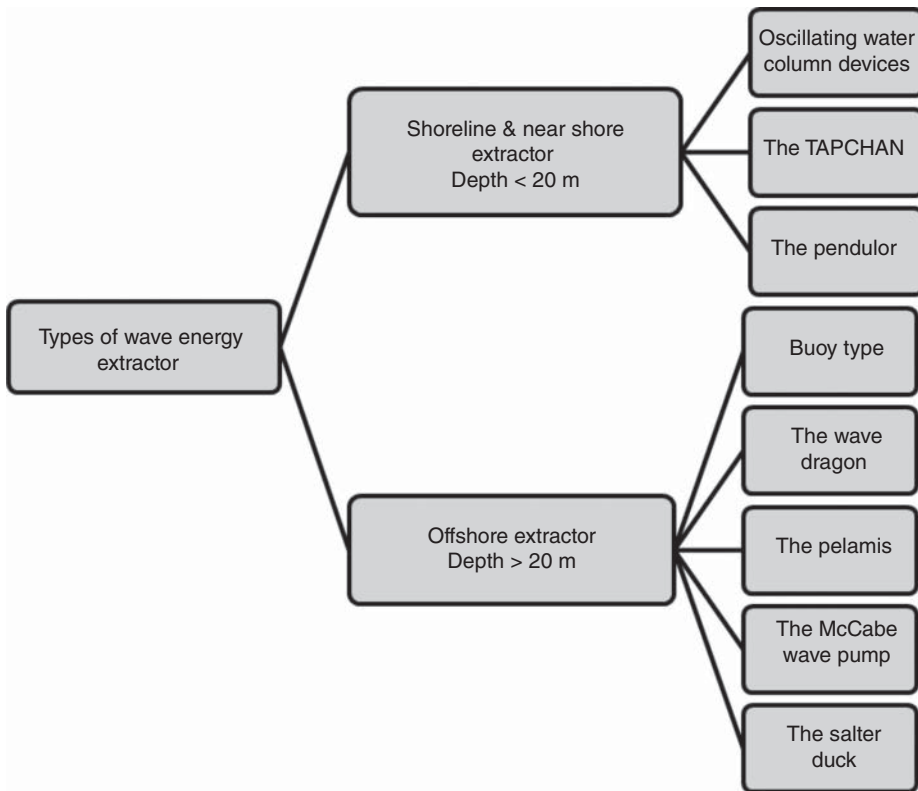 Types of wave energy
extractor
Shoreline & near shore
extractor
Depth < 20 m
Oscillating water
column devices
The TAPCHAN
The pendulor
Offshore extractor
Depth > 20 m
Buoy type
The wave
dragon
The pelamis
The McCabe
wave pump
The salter
duck